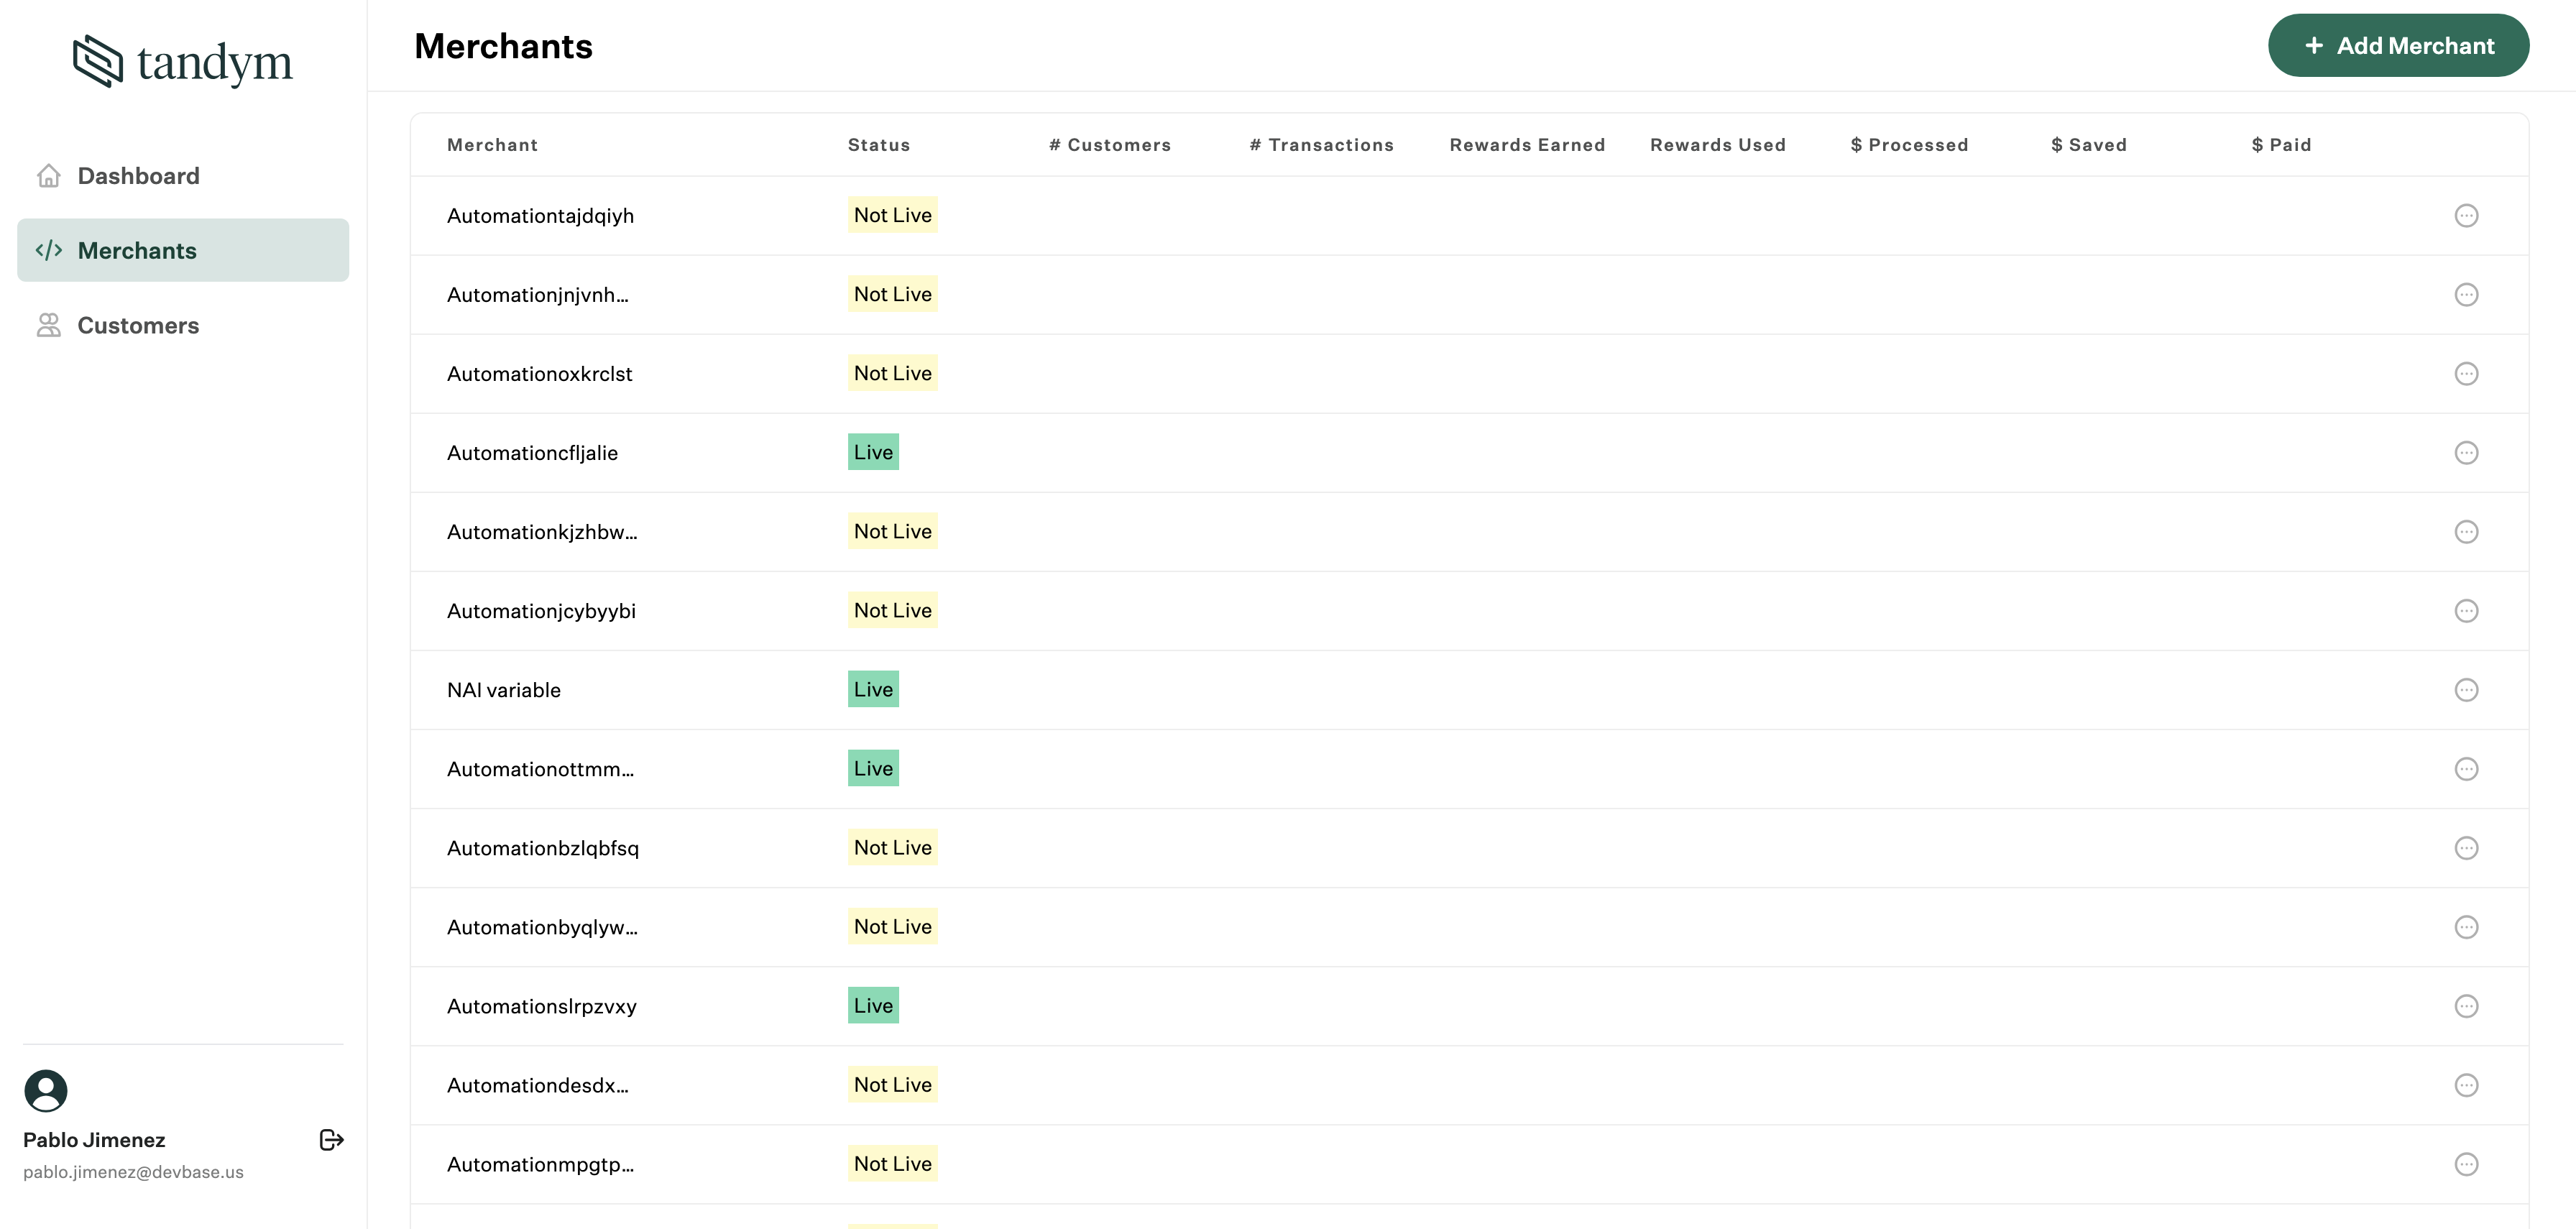 tandym
Dashboard
Merchants
Customers
Pablo Jimenez
pablo.jimenez@devbase.us
Merchants
+ Add Merchant
Merchant Status # Customers # Transactions Rewards Earned Rewards Used $ Processed $ Saved $ Paid
Automationtajdqiyh Not Live
Automationjnjvnh... Not Live
Automationoxkrclst Not Live
Automationcfljalie Live
Automationkjzhbw... Not Live
Automationjcybyybi Not Live
NAI variable Live
Automationottmm... Live
Automationbzlqbfsq Not Live
Automationbyqlyw... Not Live
Automationslrpzvxy Live
Automationdesdx... Not Live
Automationmpgtp... Not Live